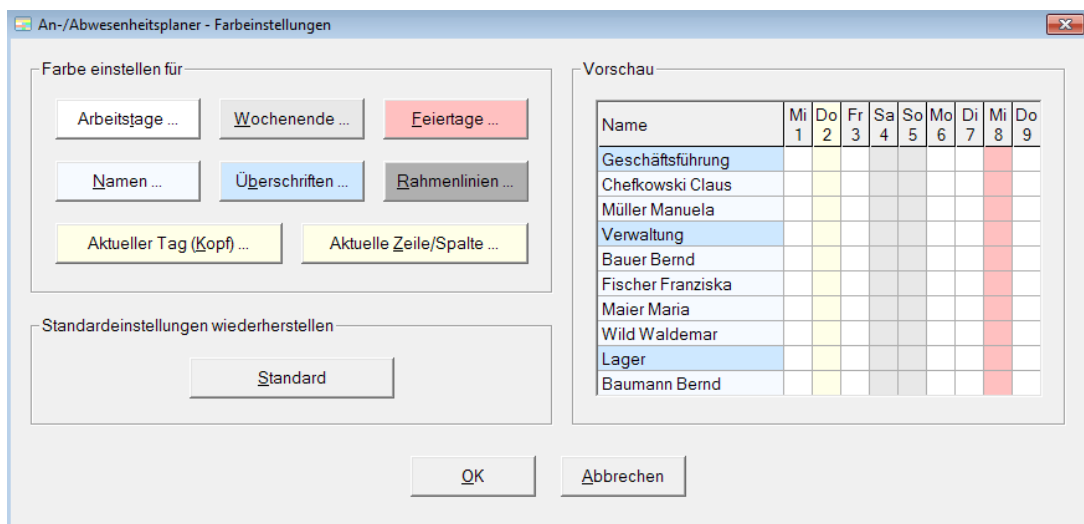 An-/Abwesenheitsplaner - Farbeinstellungen
Farbe einstellen für
Arbeitstage ... Wochenende ... Feiertage ...
Namen ... Überschriften ... Rahmenlinien ...
Aktueller Tag (Kopf) ... Aktuelle Zeile/Spalte ...
Standardeinstellungen wiederherstellen
Standard
Vorschau
Name Mi Do Fr Sa So Mo Di Mi Do
1 2 3 4 5 6 7 8 9
Geschäftsführung
Chefkowski Claus
Müller Manuela
Verwaltung
Bauer Bernd
Fischer Franziska
Maier Maria
Wild Waldemar
Lager
Baumann Bernd
OK Abbrechen